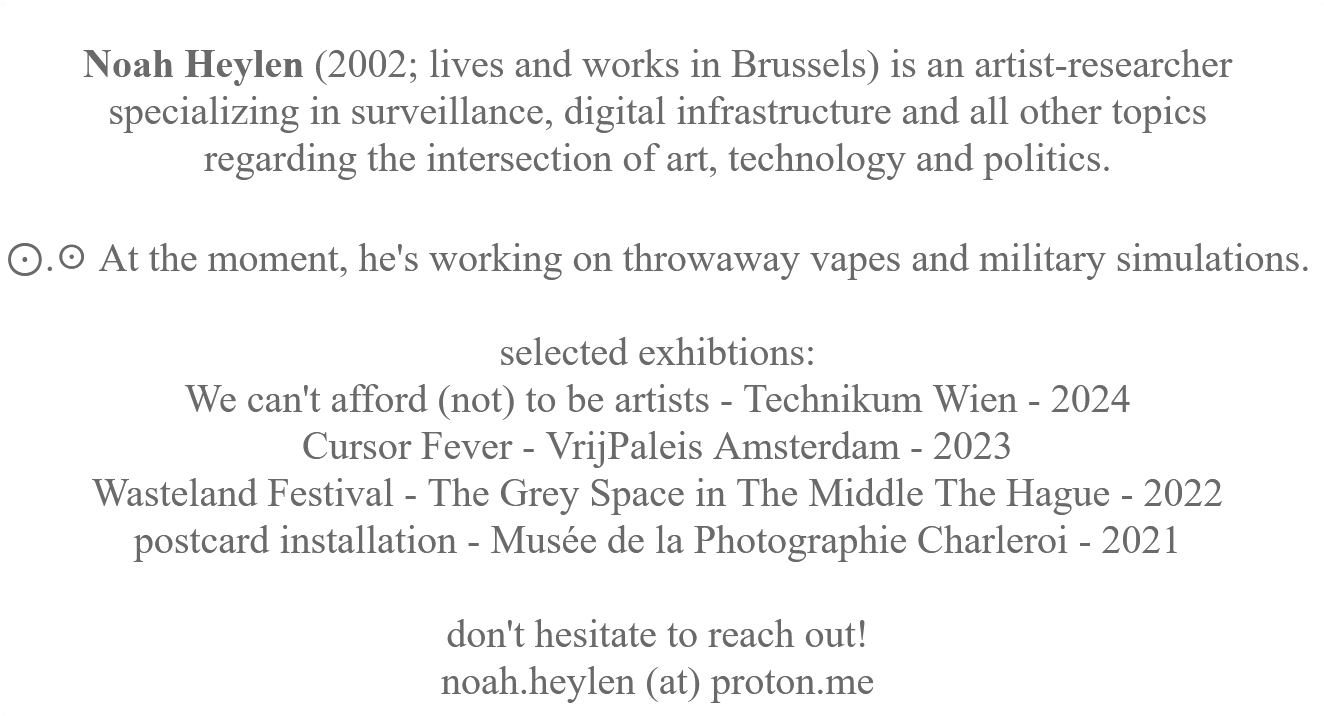 Noah Heylen (2002; lives and works in Brussels) is an artist-researcher
specializing in surveillance, digital infrastructure and all other topics
regarding the intersection of art, technology and politics.
⨀.⊙ At the moment, he's working on throwaway vapes and military simulations.
selected exhibtions:
We can't afford (not) to be artists - Technikum Wien - 2024
Cursor Fever - VrijPaleis Amsterdam - 2023
Wasteland Festival - The Grey Space in The Middle The Hague - 2022
postcard installation - Musée de la Photographie Charleroi - 2021
don't hesitate to reach out!
noah.heylen (at) proton.me